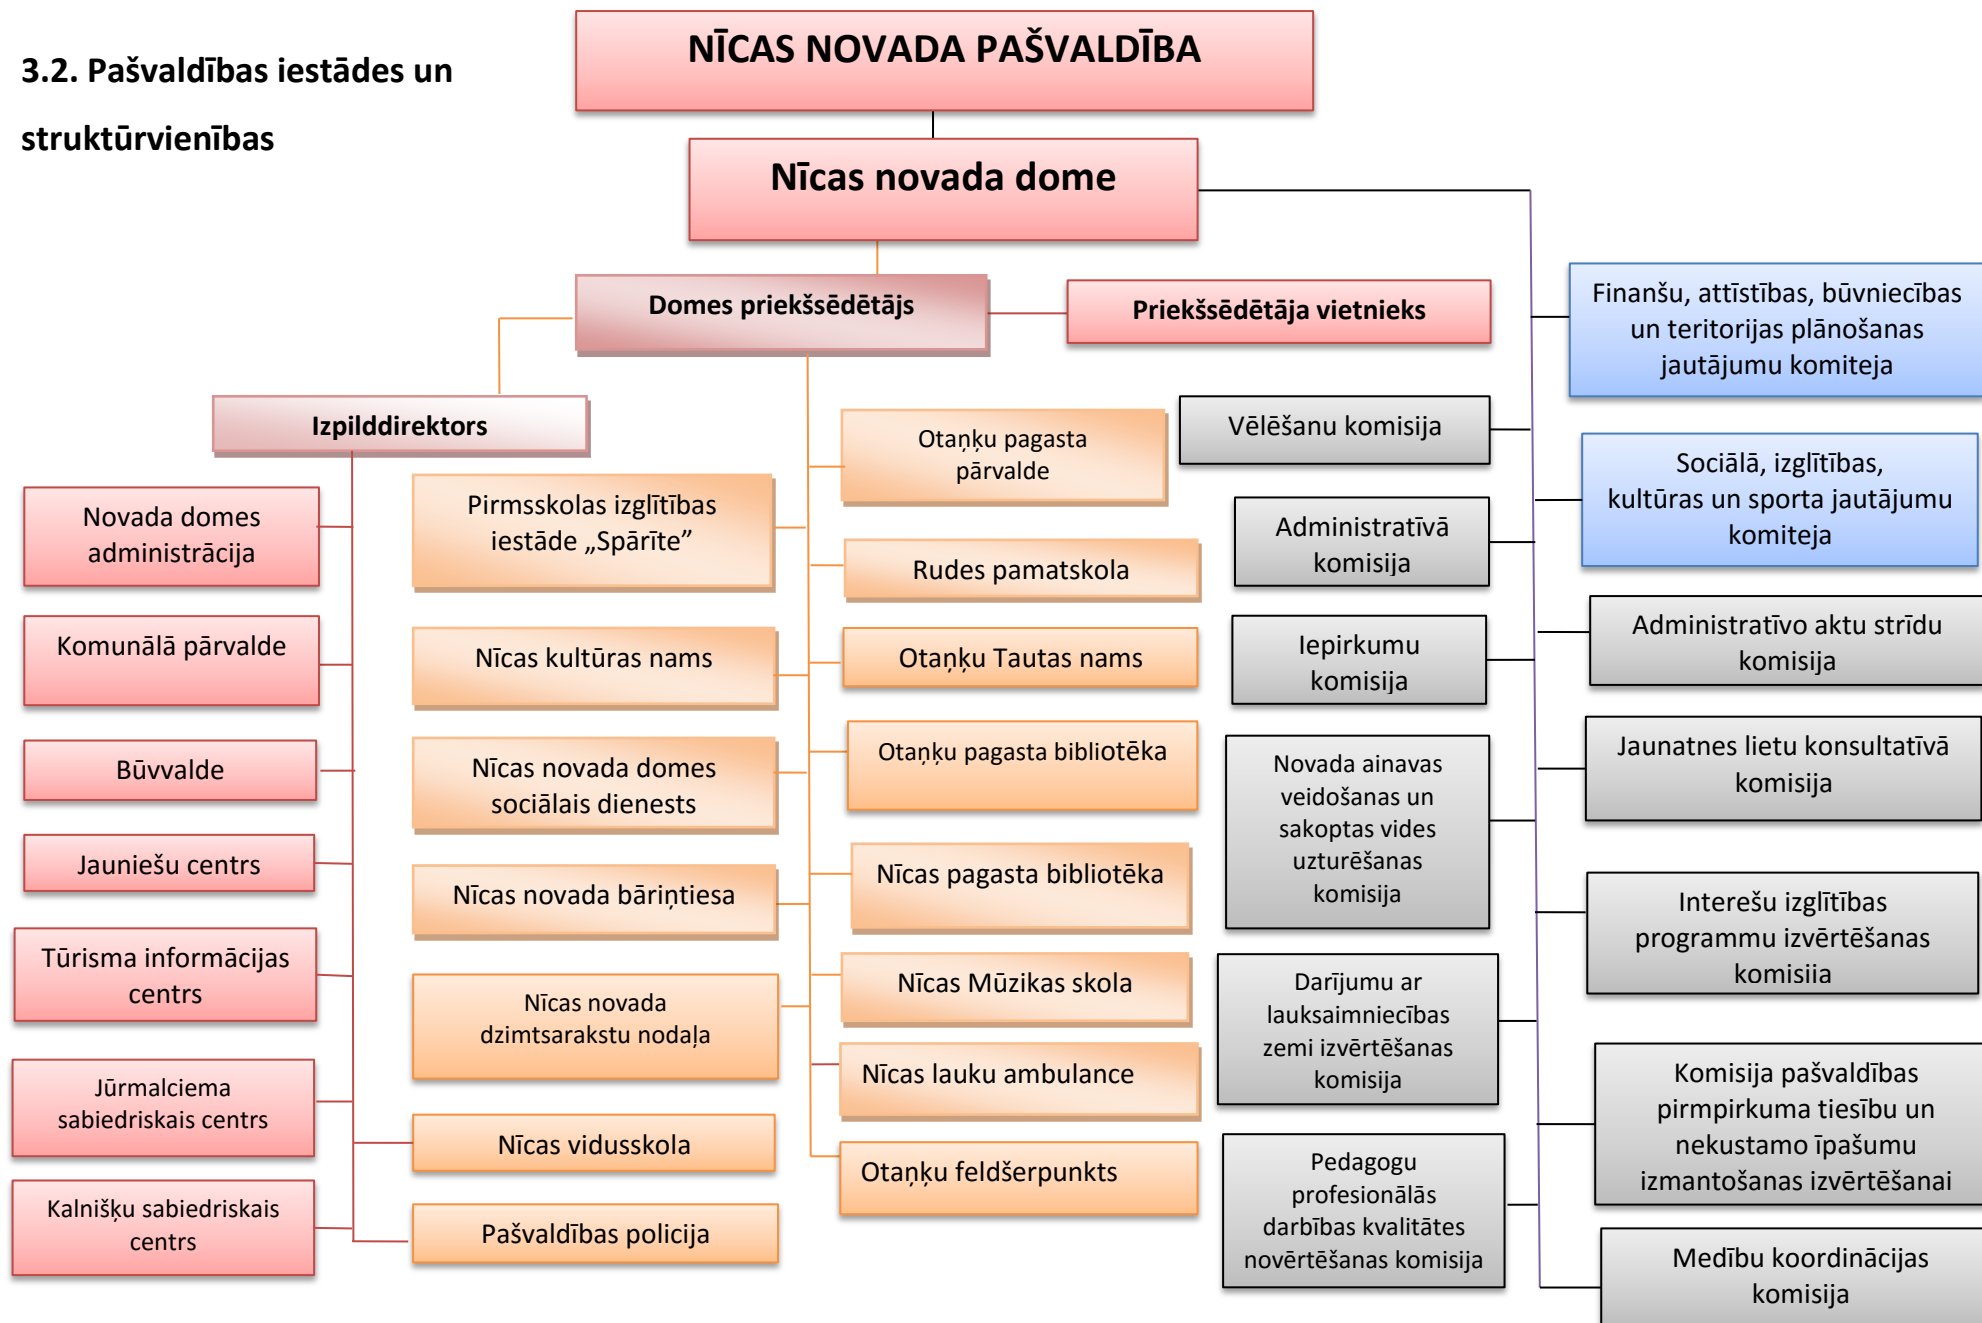 3.2. Pašvaldības iestādes un
struktūrvienības
NĪCAS NOVADA PAŠVALDĪBA
Nīcas novada dome
Domes priekšsēdētājs
Priekšsēdētāja vietnieks
Izpilddirektors
Novada domes
administrācija
Komunālā pārvalde
Būvvalde
Jauniešu centrs
Tūrisma informācijas
centrs
Jūrmalciema
sabiedriskais centrs
Kalnišķu sabiedriskais
centrs
Pirmsskolas izglītības
iestāde „Spārīte”
Nīcas kultūras nams
Nīcas novada domes
sociālais dienests
Nīcas novada bāriņtiesa
Nīcas novada
dzimtsarakstu nodaļa
Nīcas vidusskola
Pašvaldības policija
Otaņķu pagasta
pārvalde
Rudes pamatskola
Otaņķu Tautas nams
Otaņķu pagasta bibliotēka
Nīcas pagasta bibliotēka
Nīcas Mūzikas skola
Nīcas lauku ambulance
Otaņķu feldšerpunkts
Vēlēšanu komisija
Administratīvā
komisija
Iepirkumu
komisija
Novada ainavas
veidošanas un
sakoptas vides
uzturēšanas
komisija
Darījumu ar
lauksaimniecības
zemi izvērtēšanas
komisija
Pedagogu
profesionālās
darbības kvalitātes
novērtēšanas komisija
Finanšu, attīstības, būvniecības
un teritorijas plānošanas
jautājumu komiteja
Sociālā, izglītības,
kultūras un sporta jautājumu
komiteja
Administratīvo aktu strīdu
komisija
Jaunatnes lietu konsultatīvā
komisija
Interešu izglītības
programmu izvērtēšanas
komisija
Komisija pašvaldības
pirmpirkuma tiesību un
nekustamo īpašumu
izmantošanas izvērtēšanai
Medību koordinācijas
komisija